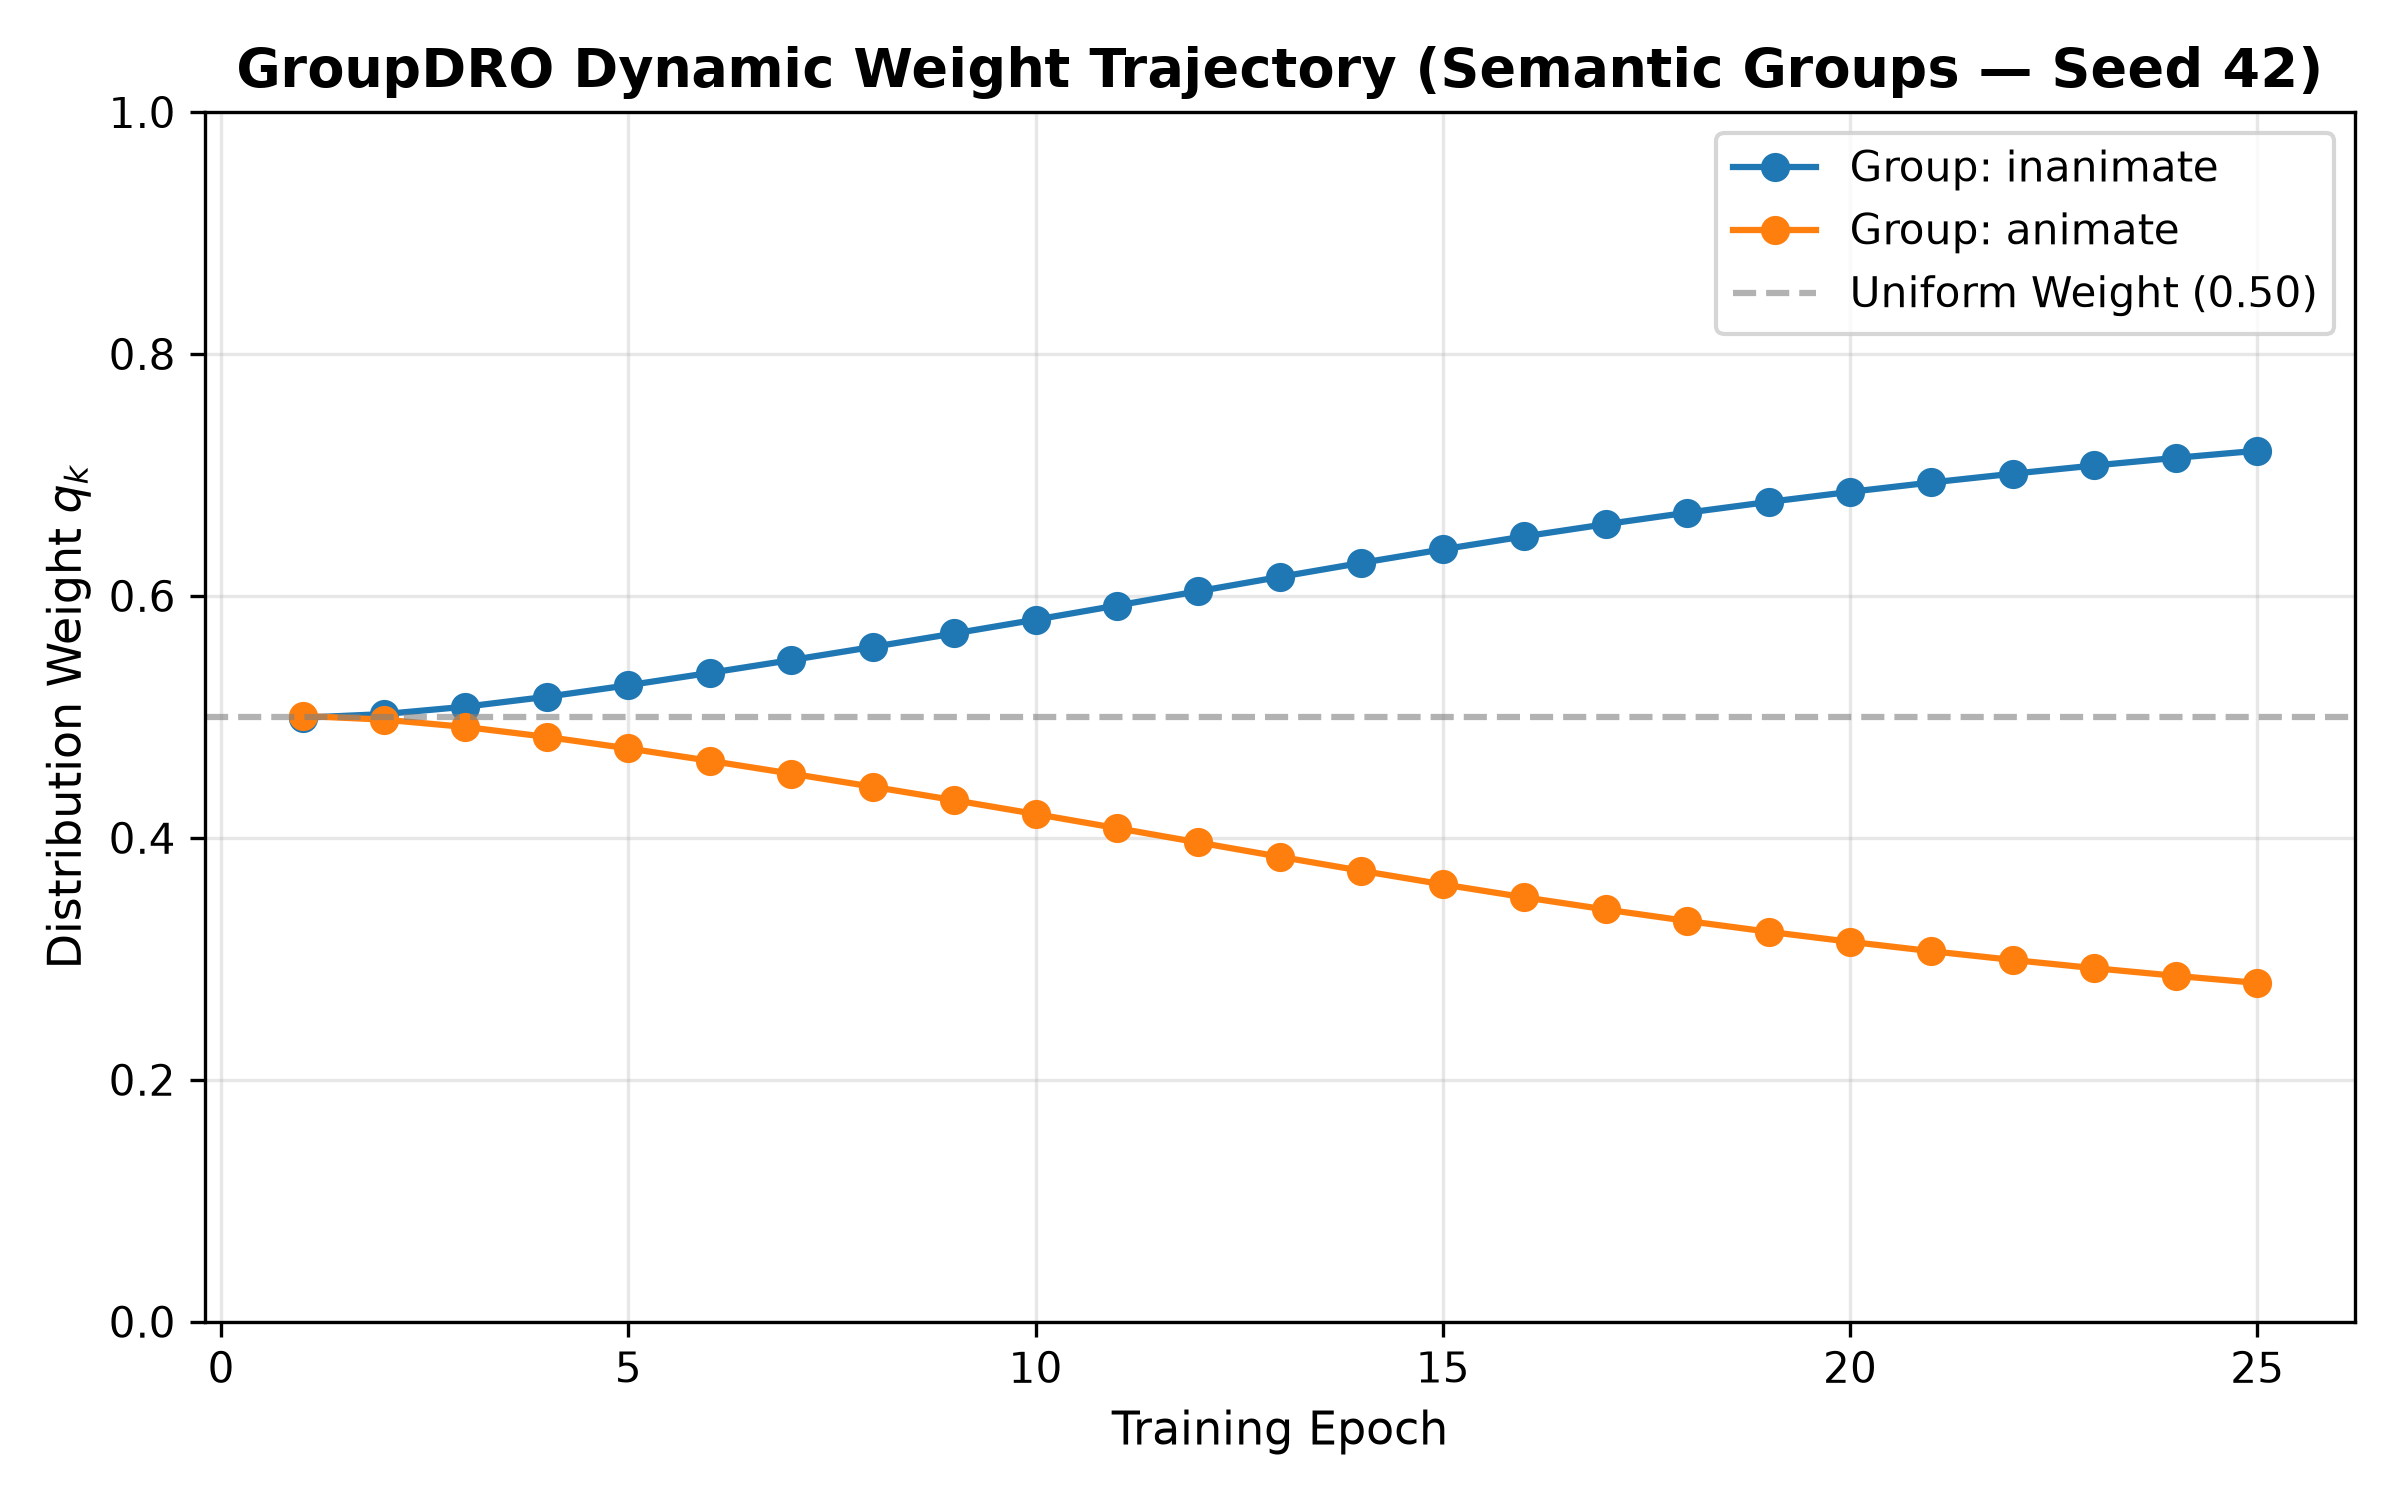 GroupDRO Dynamic Weight Trajectory (Semantic Groups — Seed 42)
Group: inanimate
Group: animate
Uniform Weight (0.50)
Distribution Weight q_k
1.0
0.8
0.6
0.4
0.2
0.0
0 5 10 15 20 25
Training Epoch